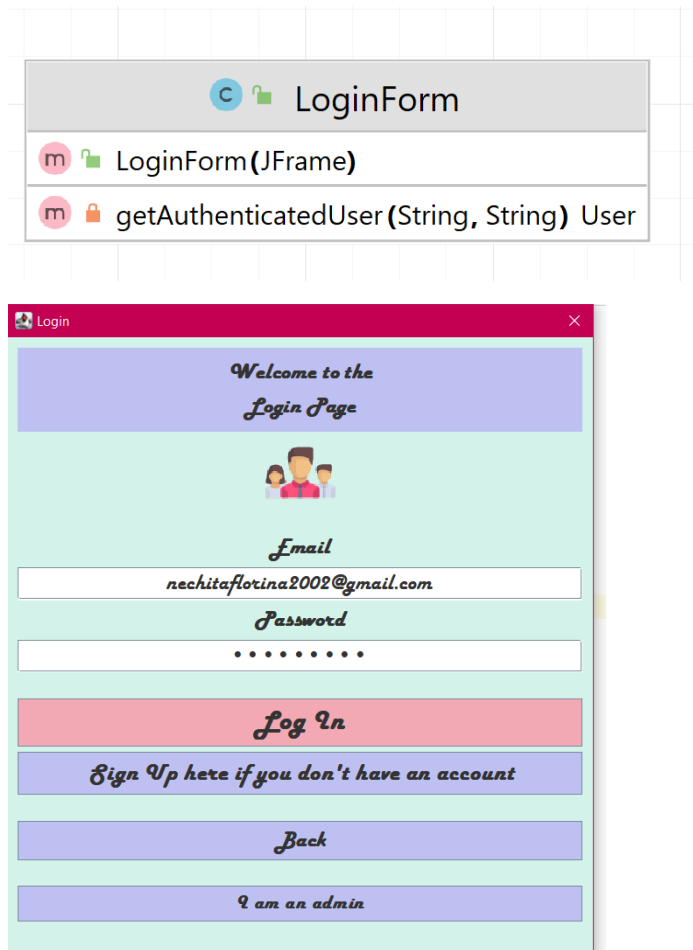 C LoginForm
m LoginForm(JFrame)
m getAuthenticatedUser(String, String) User
Login
Welcome to the
Login Page
Email
nechitaflorina2002@gmail.com
Password
•••••••••
Log In
Sign Up here if you don't have an account
Back
I am an admin